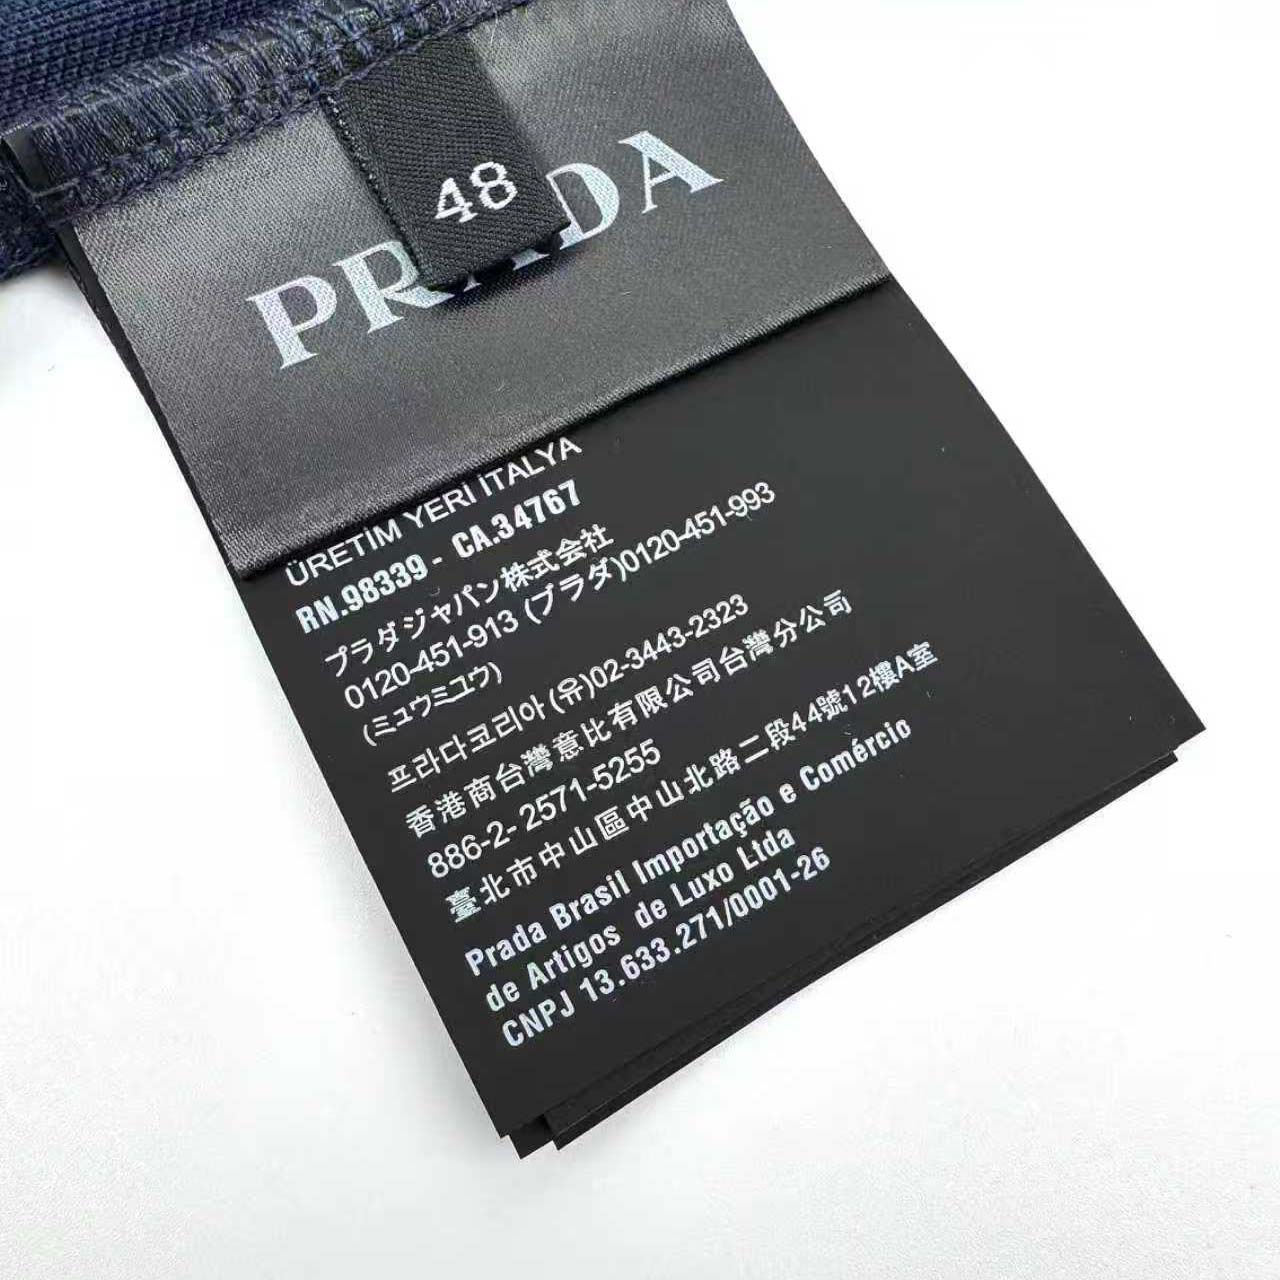 48
PRADA
ÜRETİM YERİ İTALYA
RN.98339 - CA.34767
プラダジャパン株式会社
0120-451-913 (プラダ)0120-451-993
(ミュウミュウ)
프라다코리아(유)02-3443-2323
香港商台灣意比有限公司台灣分公司
886-2- 2571-5255
臺北市中山區中山北路二段44號12樓A室
Prada Brasil Importação e Comércio
de Artigos de Luxo Ltda
CNPJ 13.633.271/0001-26